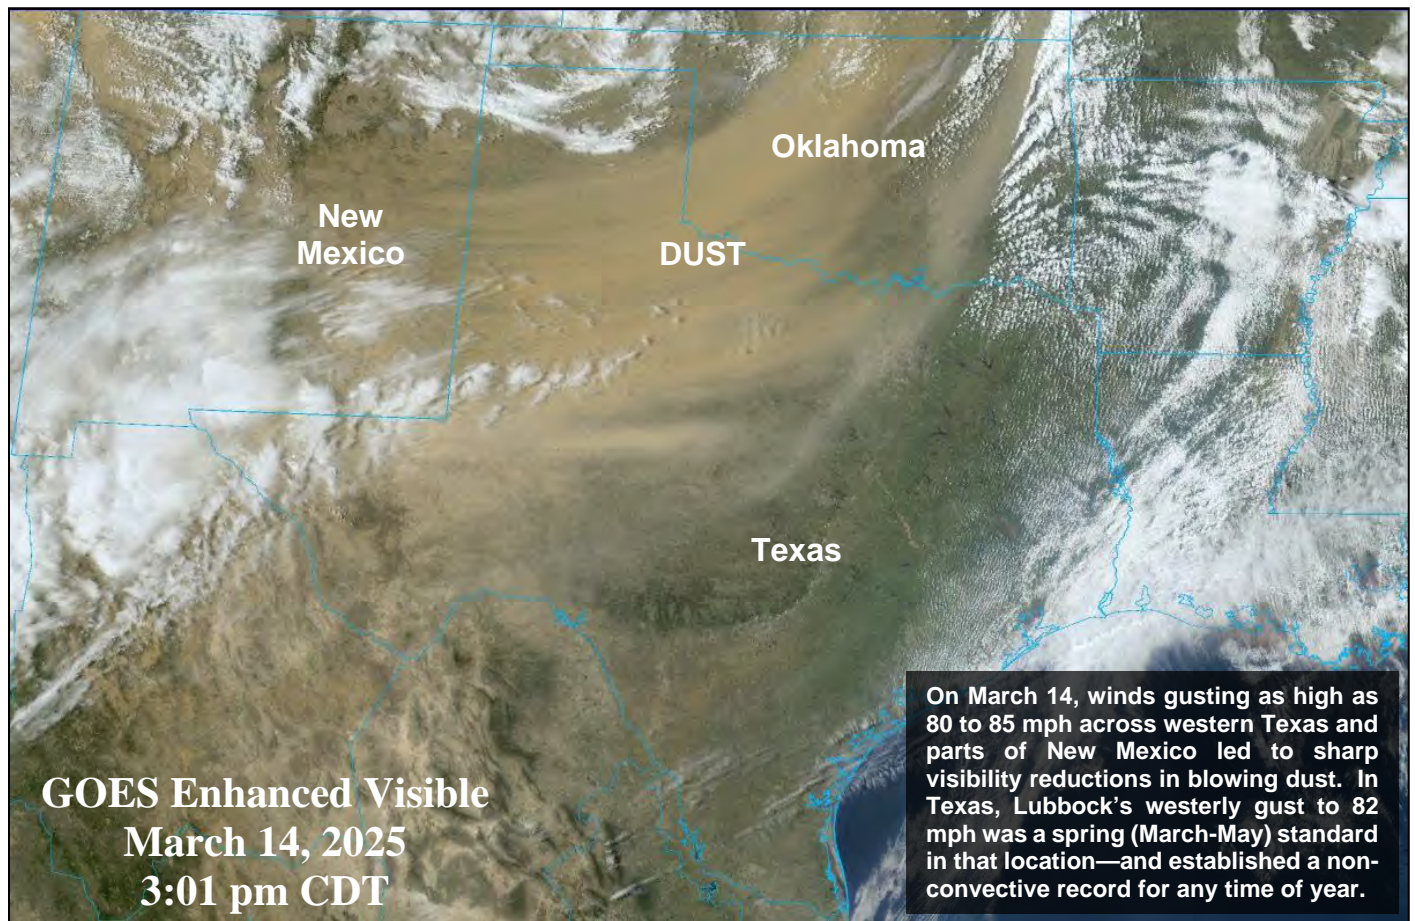 Oklahoma
New
Mexico
DUST
Texas
GOES Enhanced Visible
March 14, 2025
3:01 pm CDT
On March 14, winds gusting as high as
80 to 85 mph across western Texas and
parts of New Mexico led to sharp
visibility reductions in blowing dust.  In
Texas, Lubbock’s westerly gust to 82
mph was a spring (March-May) standard
in that location—and established a non-
convective record for any time of year.